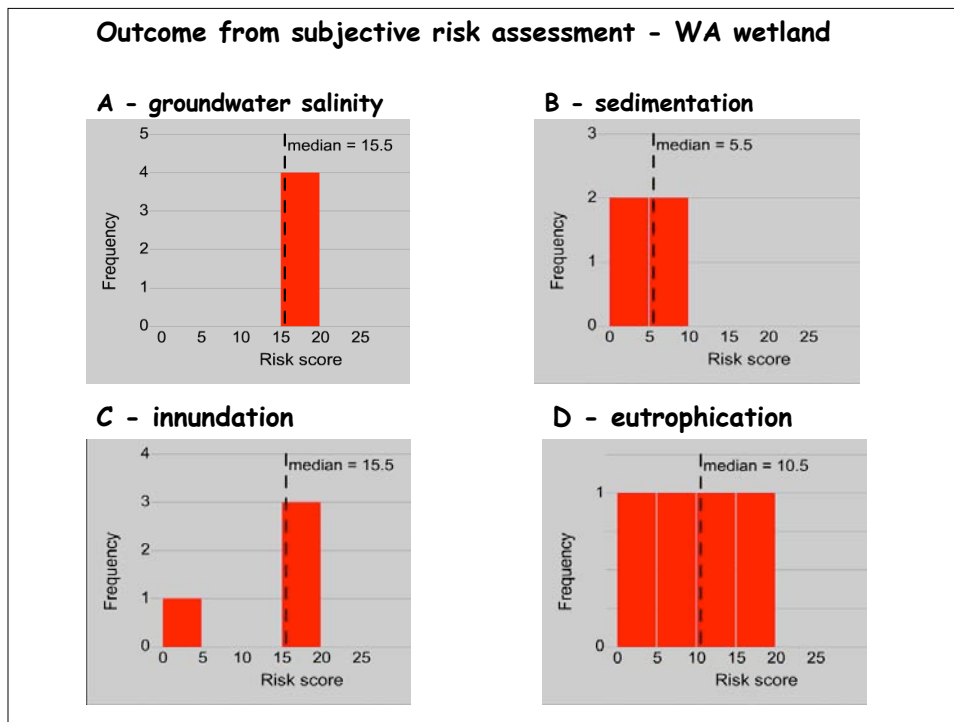 Outcome from subjective risk assessment - WA wetland
A - groundwater salinity
5
median = 15.5
4
3
Frequency
2
1
0
0 5 10 15 20 25
Risk score
B - sedimentation
3
median = 5.5
2
Frequency
1
0
0 5 10 15 20 25
Risk score
C - innundation
4
median = 15.5
3
Frequency
2
1
0
0 5 10 15 20 25
Risk score
D - eutrophication
median = 10.5
1
Frequency
0
0 5 10 15 20 25
Risk score